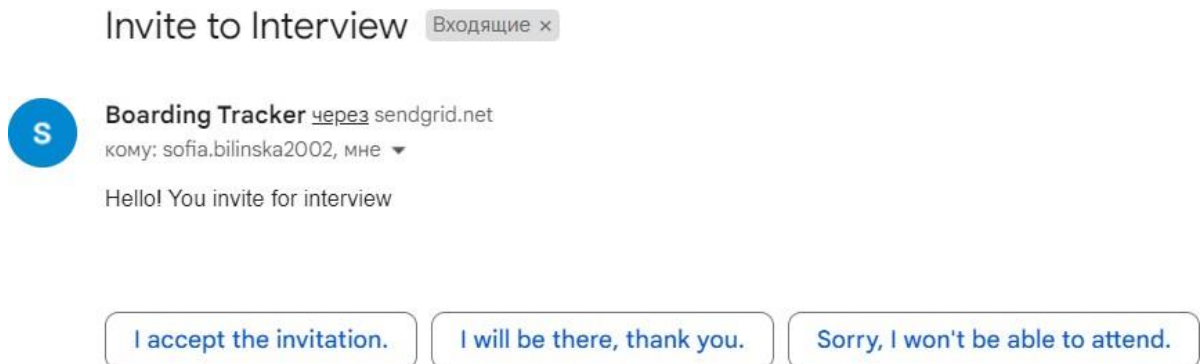 Invite to Interview Входящие ×
S
Boarding Tracker через sendgrid.net
кому: sofia.bilinska2002, мне
Hello! You invite for interview
I accept the invitation. I will be there, thank you. Sorry, I won't be able to attend.